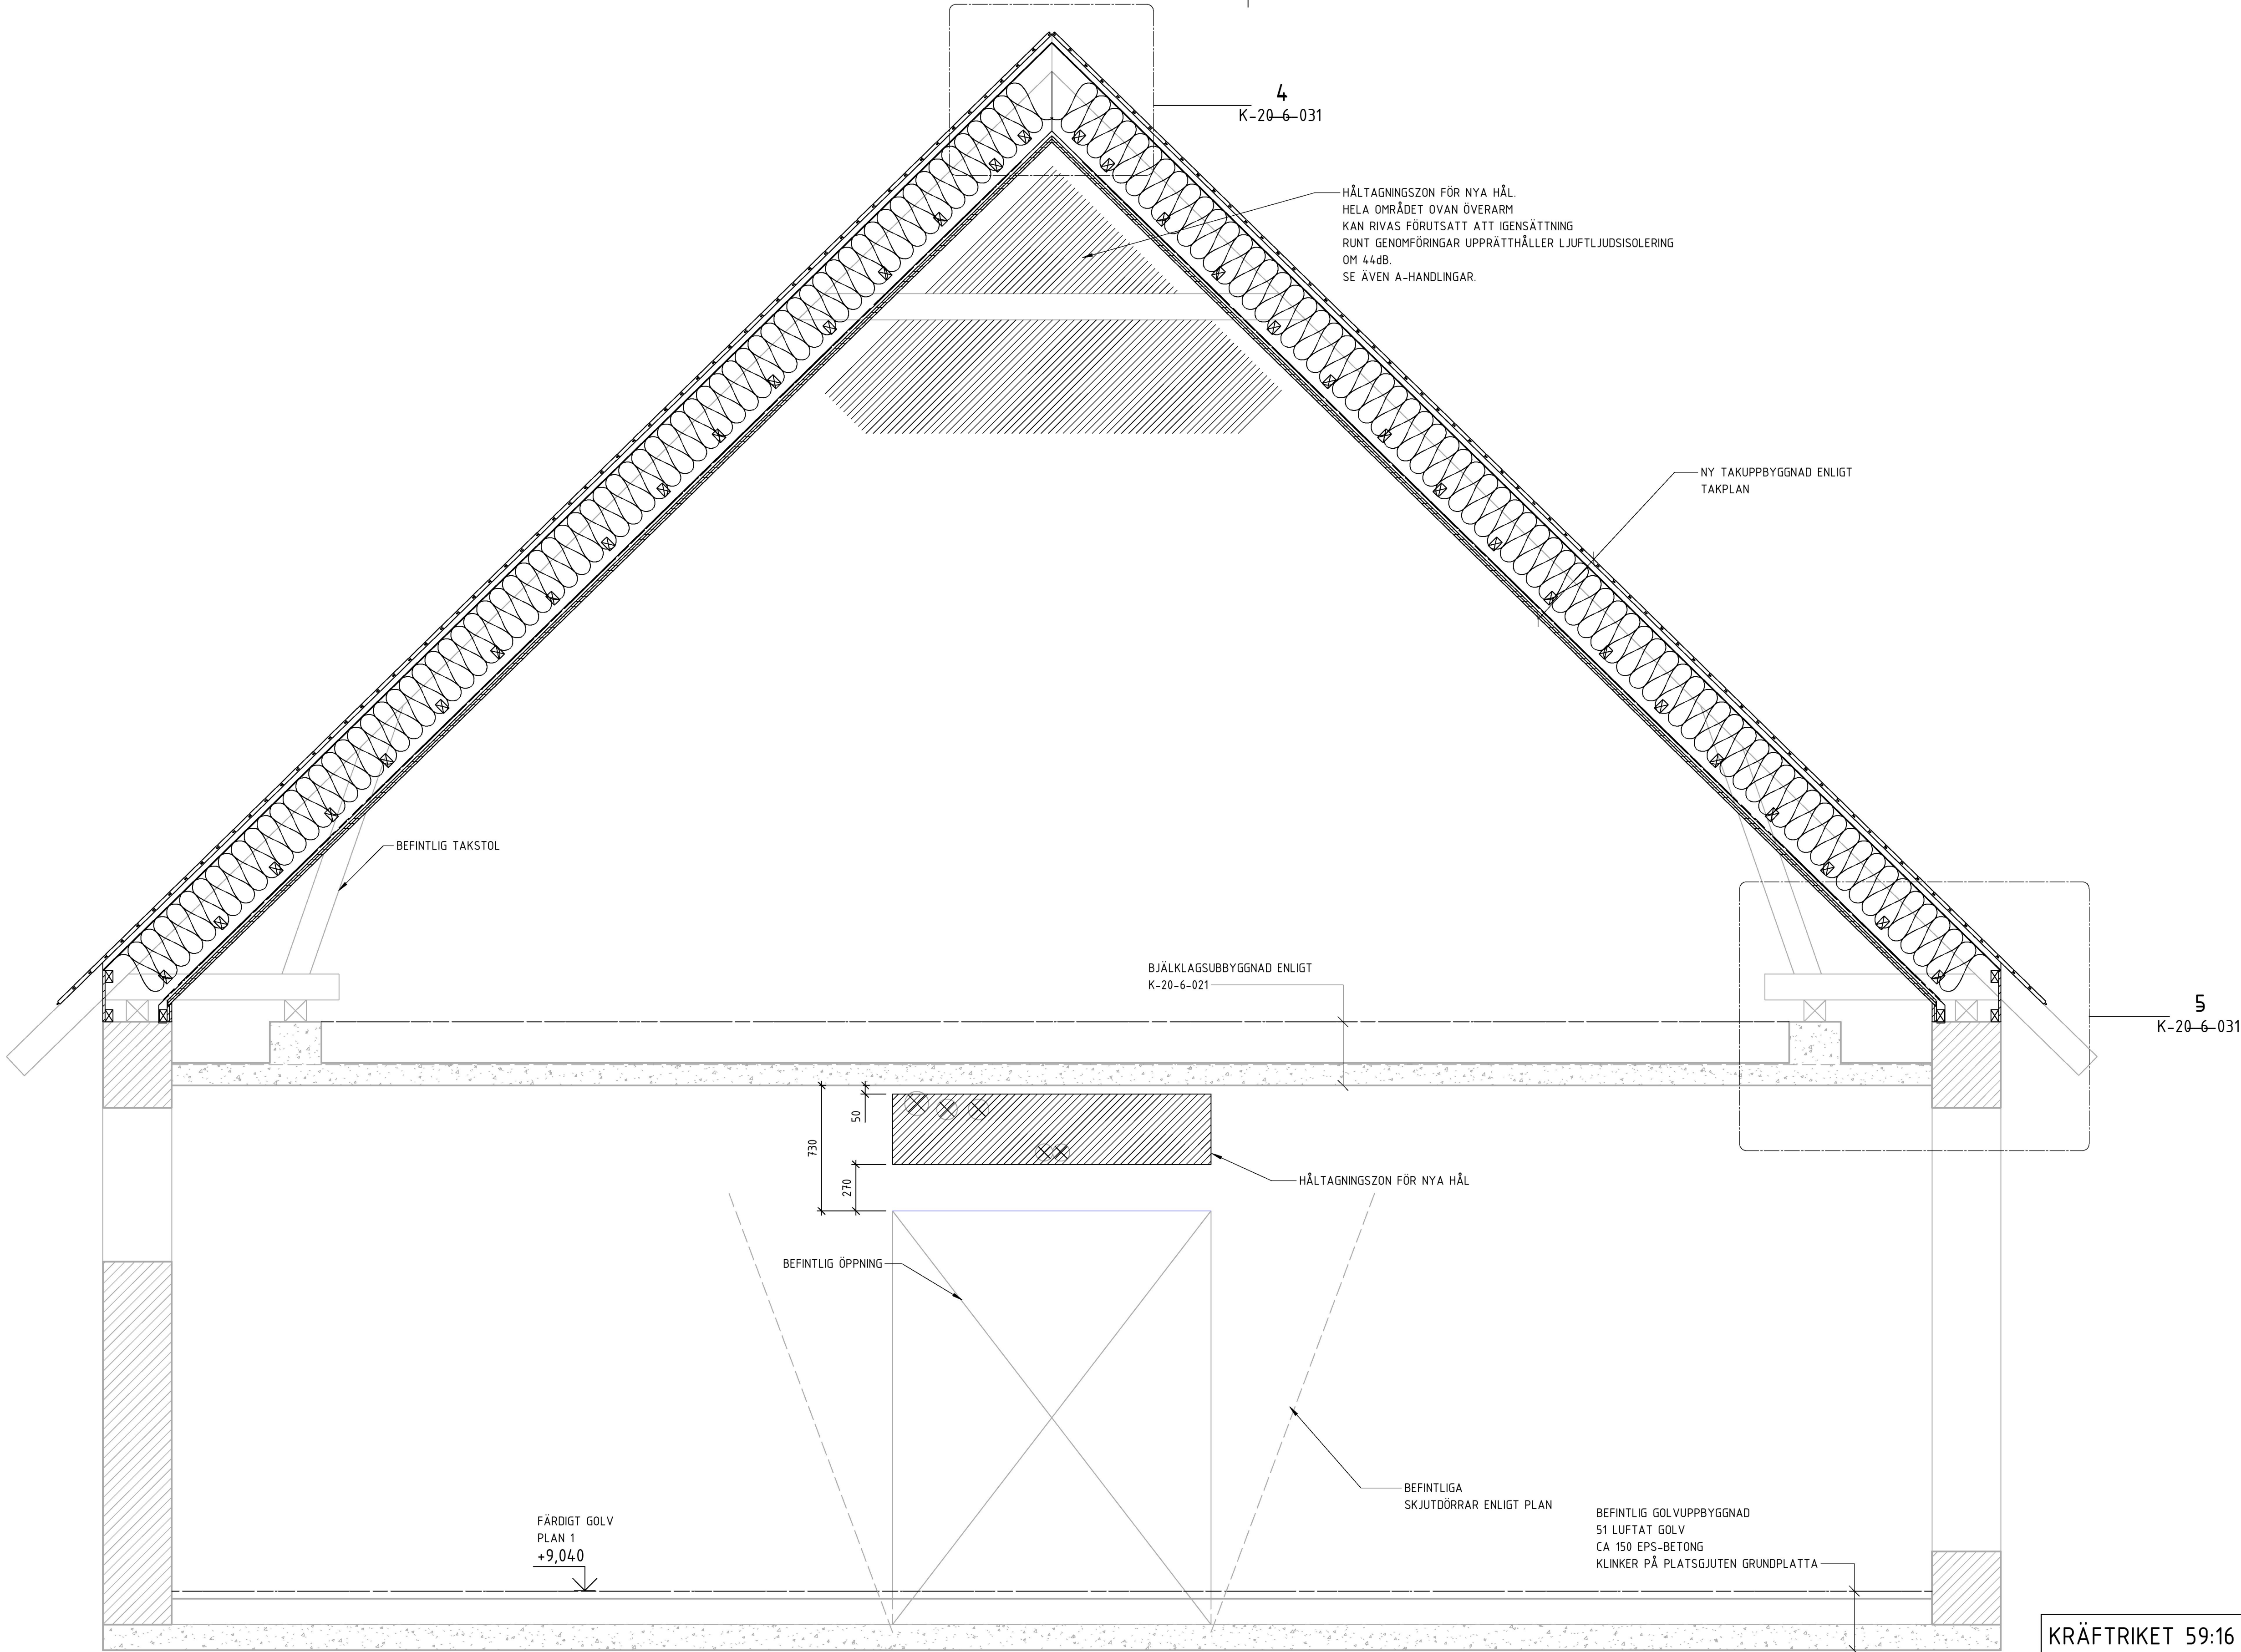 4
K-20-6-031
HÅLTAGNINGSZON FÖR NYA HÅL.
HELA OMRÅDET OVAN ÖVERARM
KAN RIVAS FÖRUTSATT ATT IGENSÄTTNING
RUNT GENOMFÖRINGAR UPPRÄTTHÅLLER LJUFTLJUDSISOLERING
OM 44dB.
SE ÄVEN A-HANDLINGAR.
NY TAKUPPBYGGNAD ENLIGT
TAKPLAN
BEFINTLIG TAKSTOL
BJÄLKLAGSUBBYGGNAD ENLIGT
K-20-6-021
5
K-20-6-031
50
730
270
HÅLTAGNINGSZON FÖR NYA HÅL
BEFINTLIG ÖPPNING
BEFINTLIGA
SKJUTDÖRRAR ENLIGT PLAN
BEFINTLIG GOLVUPPBYGGNAD
51 LUFTAT GOLV
CA 150 EPS-BETONG
KLINKER PÅ PLATSGJUTEN GRUNDPLATTA
FÄRDIGT GOLV
PLAN 1
+9,040
KRÄFTRIKET 59:16